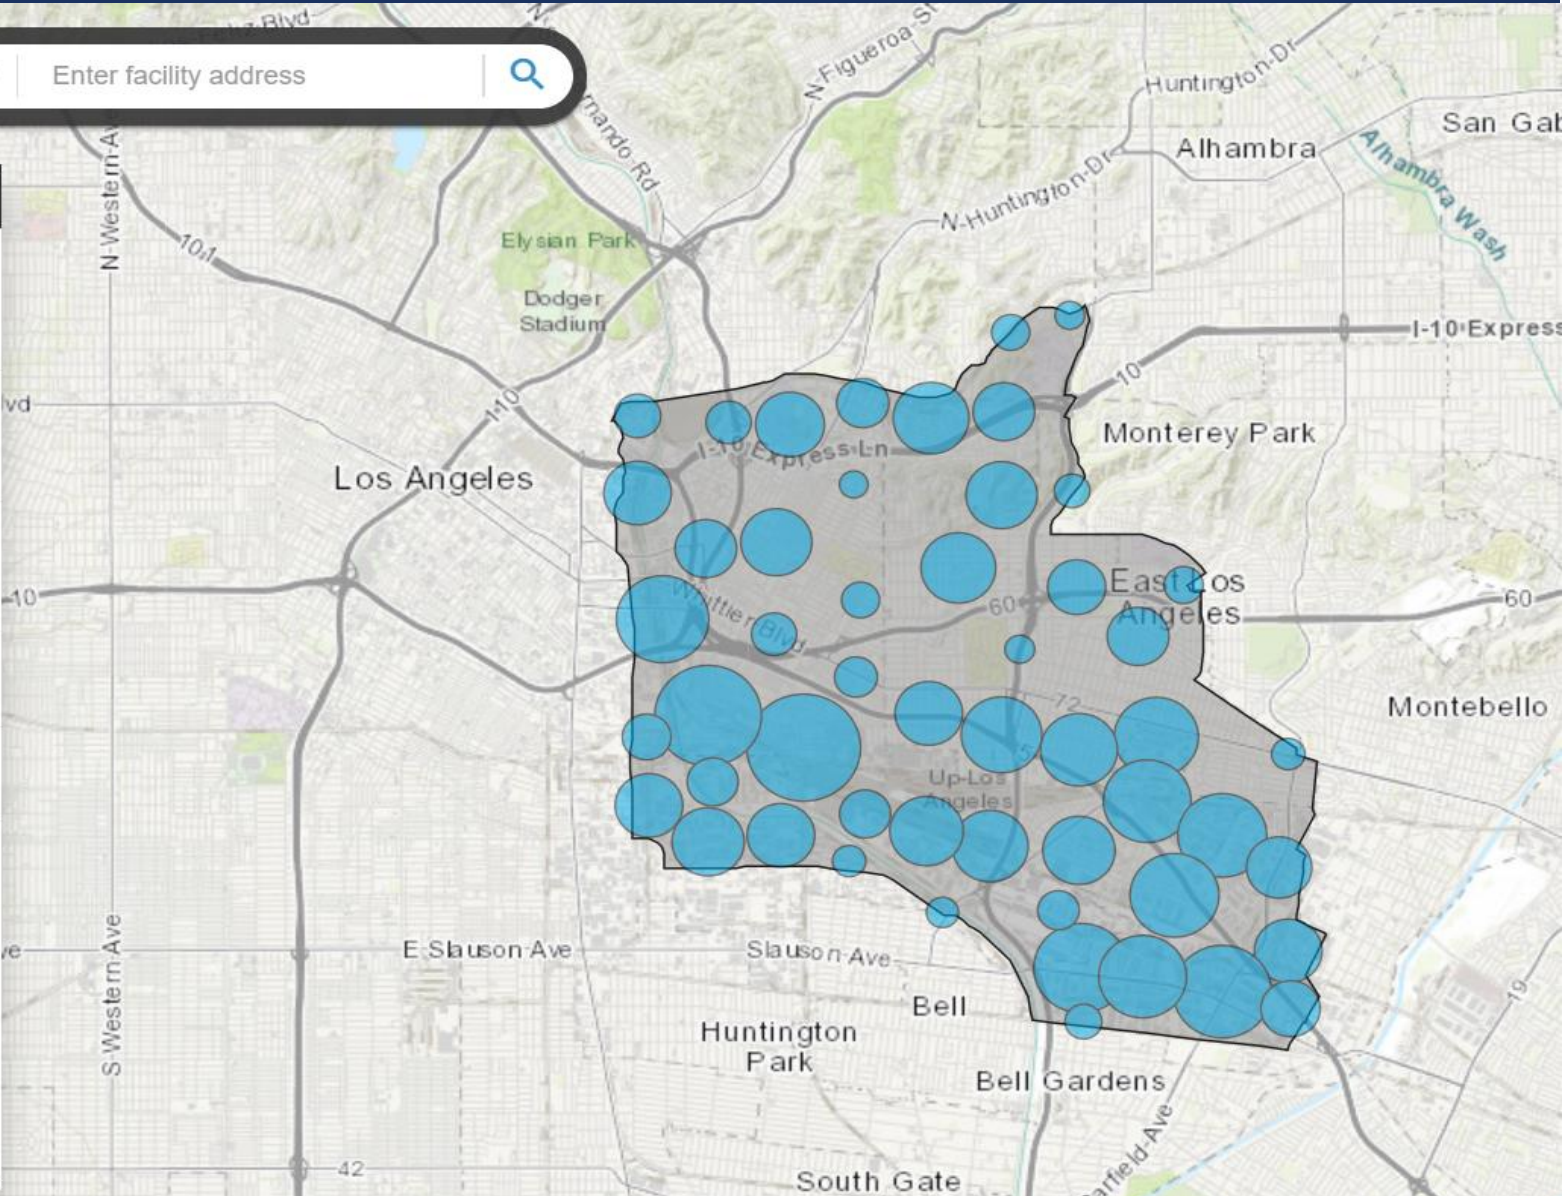 Enter facility address
N-Figueroa St
Huntington-Dr
San Gab
Alhambra
Alhambra Wash
N-Huntington-Dr
N Western-Av
101
Elysian Park
Dodger
Stadium
I-10-Express
10
I-10
lvd
Monterey Park
I-10 Express-Ln
Los Angeles
East Los
Angeles
10
60
60
Whittier Blvd
72
Montebello
5
Up-Los
Angeles
S Western-Ave
E Slauson-Ave
Slauson-Ave
Bell
19
Huntington
Park
Bell Gardens
42
South Gate
arfield-Ave